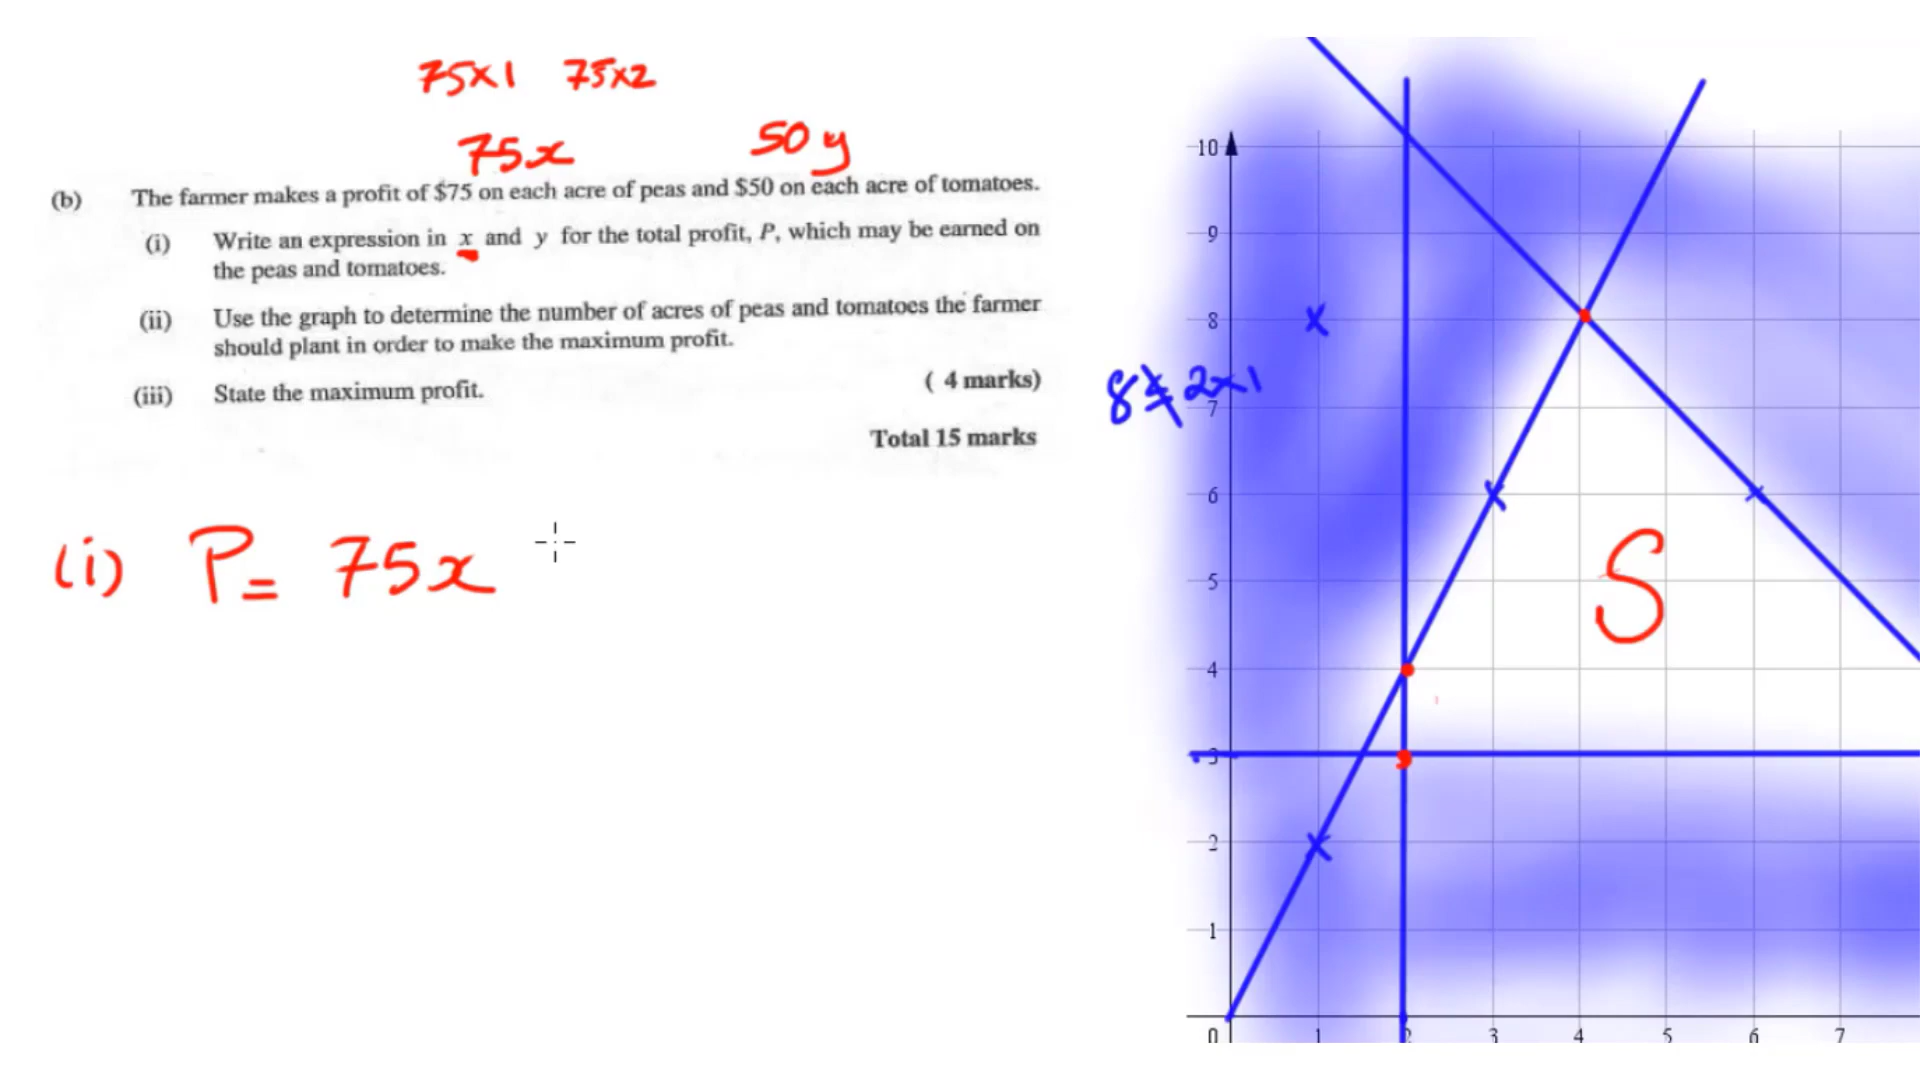 75x1 75x2
75x 50y
(b) The farmer makes a profit of $75 on each acre of peas and $50 on each acre of tomatoes.
(i) Write an expression in x and y for the total profit, P, which may be earned on
the peas and tomatoes.
(ii) Use the graph to determine the number of acres of peas and tomatoes the farmer
should plant in order to make the maximum profit.
(iii) State the maximum profit. ( 4 marks)
Total 15 marks
(i) P = 75x
10
9
8
8 ≰ 2x1
7
6
S
5
4
3
2
1
0 1 2 3 4 5 6 7